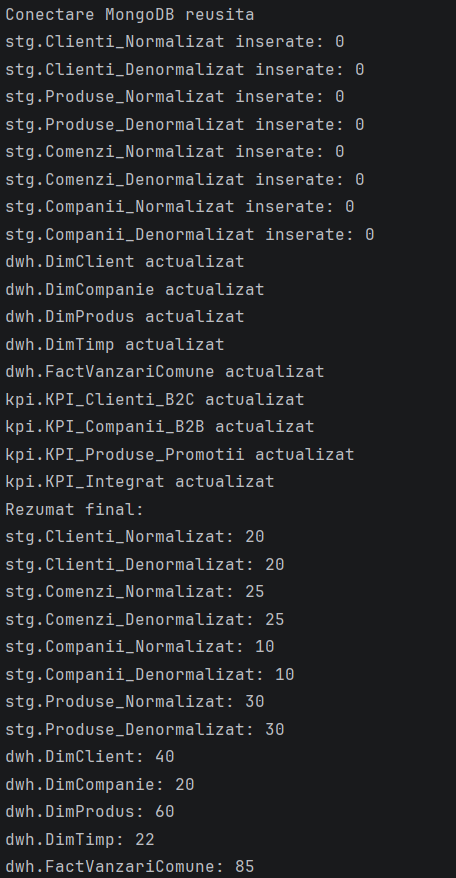 Conectare MongoDB reusita
stg.Clienti_Normalizat inserate: 0
stg.Clienti_Denormalizat inserate: 0
stg.Produse_Normalizat inserate: 0
stg.Produse_Denormalizat inserate: 0
stg.Comenzi_Normalizat inserate: 0
stg.Comenzi_Denormalizat inserate: 0
stg.Companii_Normalizat inserate: 0
stg.Companii_Denormalizat inserate: 0
dwh.DimClient actualizat
dwh.DimCompanie actualizat
dwh.DimProdus actualizat
dwh.DimTimp actualizat
dwh.FactVanzariComune actualizat
kpi.KPI_Clienti_B2C actualizat
kpi.KPI_Companii_B2B actualizat
kpi.KPI_Produse_Promotii actualizat
kpi.KPI_Integrat actualizat
Rezumat final:
stg.Clienti_Normalizat: 20
stg.Clienti_Denormalizat: 20
stg.Comenzi_Normalizat: 25
stg.Comenzi_Denormalizat: 25
stg.Companii_Normalizat: 10
stg.Companii_Denormalizat: 10
stg.Produse_Normalizat: 30
stg.Produse_Denormalizat: 30
dwh.DimClient: 40
dwh.DimCompanie: 20
dwh.DimProdus: 60
dwh.DimTimp: 22
dwh.FactVanzariComune: 85